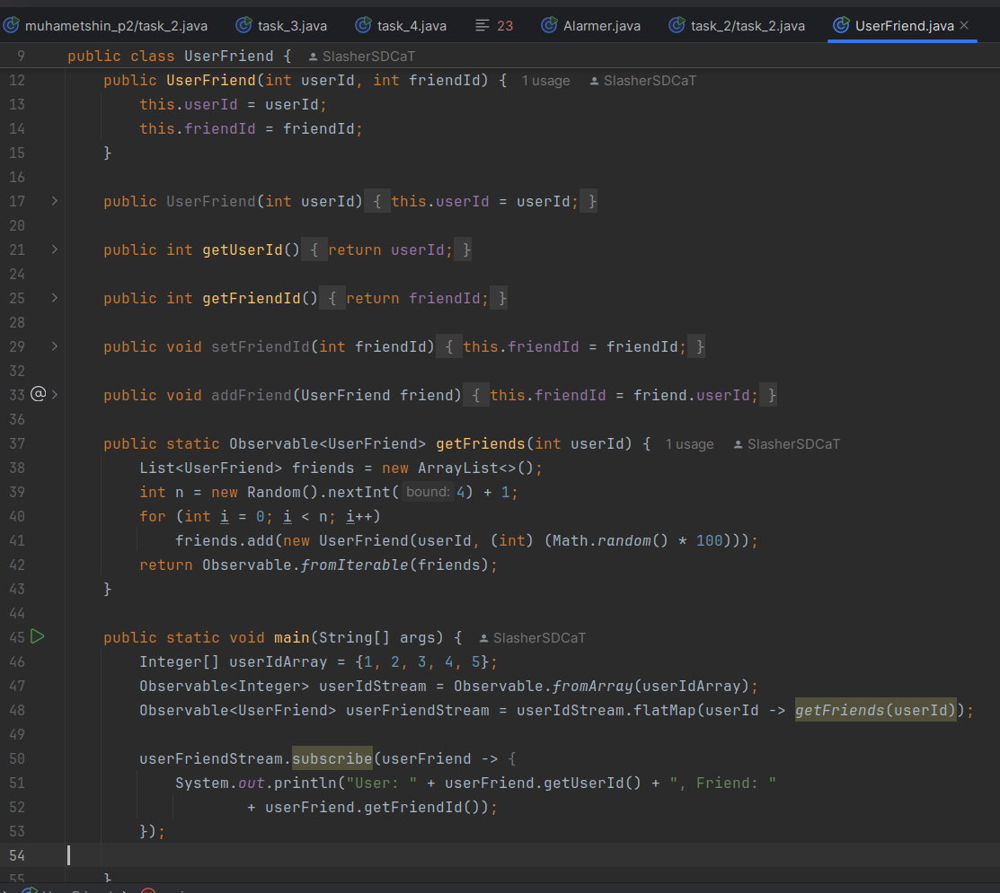 muhametshin_p2/task_2.java task_3.java task_4.java 23 Alarmer.java task_2/task_2.java UserFriend.java
9 public class UserFriend { SlasherSDCaT
12 public UserFriend(int userId, int friendId) { 1 usage SlasherSDCaT
13 this.userId = userId;
14 this.friendId = friendId;
15 }
16
17 public UserFriend(int userId) { this.userId = userId; }
20
21 public int getUserId() { return userId; }
24
25 public int getFriendId() { return friendId; }
28
29 public void setFriendId(int friendId) { this.friendId = friendId; }
32
33 @ public void addFriend(UserFriend friend) { this.friendId = friend.userId; }
36
37 public static Observable<UserFriend> getFriends(int userId) { 1 usage SlasherSDCaT
38 List<UserFriend> friends = new ArrayList<>();
39 int n = new Random().nextInt( bound: 4) + 1;
40 for (int i = 0; i < n; i++)
41 friends.add(new UserFriend(userId, (int) (Math.random() * 100)));
42 return Observable.fromIterable(friends);
43 }
44
45 public static void main(String[] args) { SlasherSDCaT
46 Integer[] userIdArray = {1, 2, 3, 4, 5};
47 Observable<Integer> userIdStream = Observable.fromArray(userIdArray);
48 Observable<UserFriend> userFriendStream = userIdStream.flatMap(userId -> getFriends(userId));
49
50 userFriendStream.subscribe(userFriend -> {
51 System.out.println("User: " + userFriend.getUserId() + ", Friend: "
52 + userFriend.getFriendId());
53 });
54
55 }